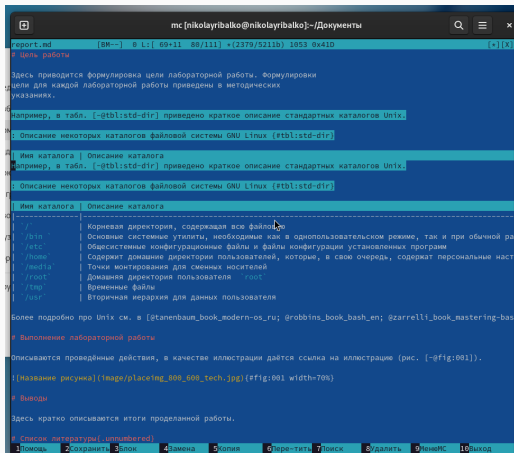 mc [nikolayribalko@nikolayribalko]:~/Документы
report.md [BM--] 0 L:[ 69+11 80/111] *(2379/5211b) 1053 0x41D [*][X]
# Цель работы
Здесь приводится формулировка цели лабораторной работы. Формулировки
цели для каждой лабораторной работы приведены в методических
указаниях.
Например, в табл. [-@tbl:std-dir] приведено краткое описание стандартных каталогов Unix.
: Описание некоторых каталогов файловой системы GNU Linux {#tbl:std-dir}
| Имя каталога | Описание каталога
Например, в табл. [-@tbl:std-dir] приведено краткое описание стандартных каталогов Unix.
: Описание некоторых каталогов файловой системы GNU Linux {#tbl:std-dir}
| Имя каталога | Описание каталога
|--------------|--------------------------------
| `/` | Корневая директория, содержащая всю файловую
| `/bin` | Основные системные утилиты, необходимые как в однопользовательском режиме, так и при обычной ра
| `/etc` | Общесистемные конфигурационные файлы и файлы конфигурации установленных программ
| `/home` | Содержит домашние директории пользователей, которые, в свою очередь, содержат персональные наст
| `/media` | Точки монтирования для сменных носителей
| `/root` | Домашняя директория пользователя `root`
| `/tmp` | Временные файлы
| `/usr` | Вторичная иерархия для данных пользователя
Более подробно про Unix см. в [@tanenbaum_book_modern-os_ru; @robbins_book_bash_en; @zarrelli_book_mastering-bas
# Выполнение лабораторной работы
Описываются проведённые действия, в качестве иллюстрации даётся ссылка на иллюстрацию (рис. [-@fig:001]).
![Название рисунка](image/placeimg_800_600_tech.jpg){#fig:001 width=70%}
# Выводы
Здесь кратко описываются итоги проделанной работы.
# Список литературы{.unnumbered}
1Помощь 2Сохранить 3Блок 4Замена 5Копия 6Пере~тить 7Поиск 8Удалить 9МенюMC 10Выход